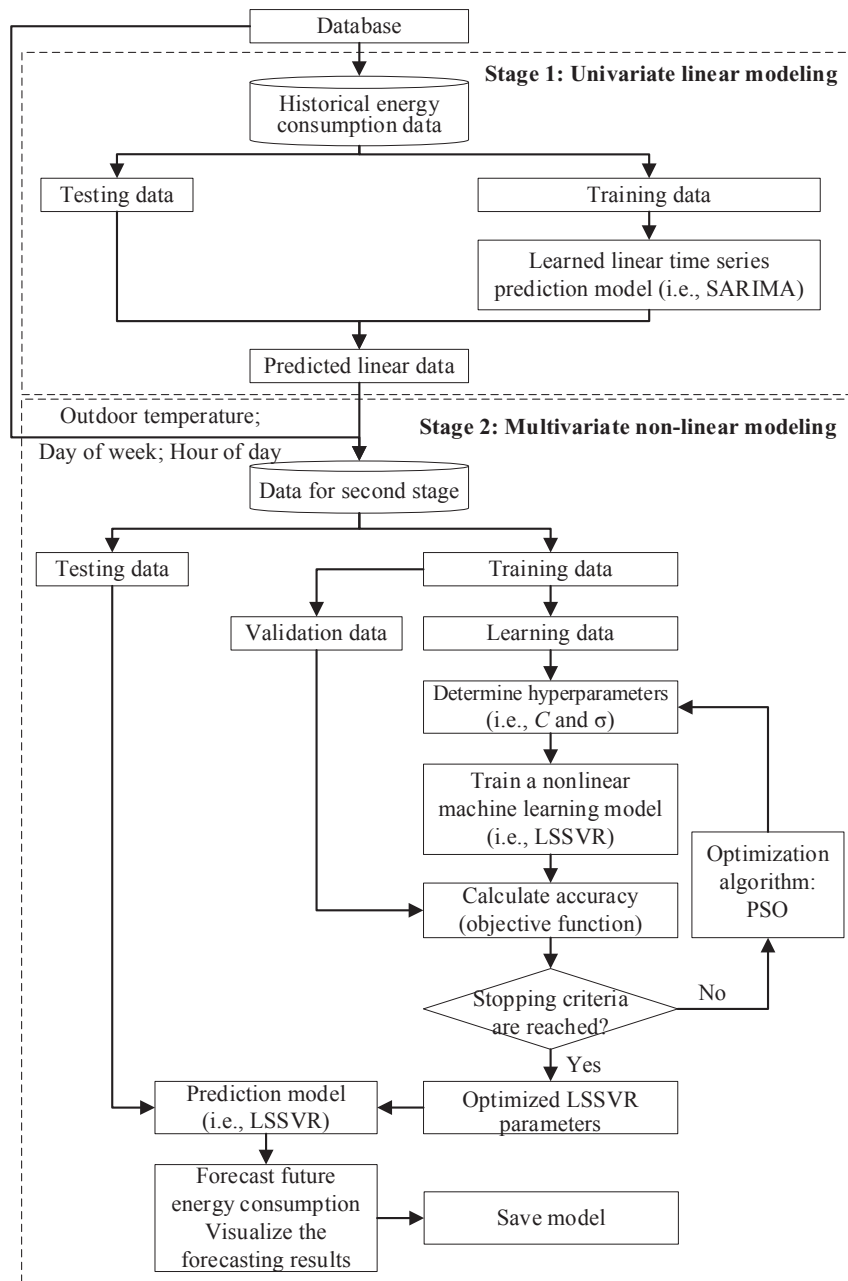 Database
Stage 1: Univariate linear modeling
Historical energy
consumption data
Testing data
Training data
Learned linear time series
prediction model (i.e., SARIMA)
Predicted linear data
Outdoor temperature;
Day of week; Hour of day
Stage 2: Multivariate non-linear modeling
Data for second stage
Testing data
Training data
Validation data
Learning data
Determine hyperparameters
(i.e., C and σ)
Train a nonlinear
machine learning model
(i.e., LSSVR)
Optimization
algorithm:
PSO
Calculate accuracy
(objective function)
Stopping criteria
are reached?
No
Yes
Prediction model
(i.e., LSSVR)
Optimized LSSVR
parameters
Forecast future
energy consumption
Visualize the
forecasting results
Save model